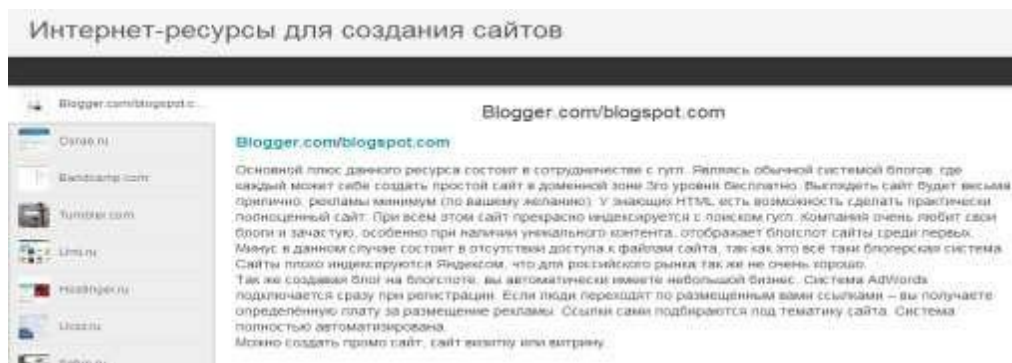 Интернет-ресурсы для создания сайтов
Blogger.com/blogspot.c...
Blogger.com/blogspot.com
Blogger.com/blogspot.com
Bandcamp.com
Tumbler.com
Hostinger.ru
Ucoz.ru
Основной плюс данного ресурса состоит в сотрудничестве с гугл. Являясь обычной системой блогов, где
каждый может себе создать простой сайт в доменной зоне 3го уровня бесплатно. Выглядеть сайт будет весьма
прилично, рекламы минимум (по вашему желанию). У знающих HTML, есть возможность сделать практически
полноценный сайт. При всём этом сайт прекрасно индексируется с поиском гугл. Компания очень любит свои
блоги и зачастую, особенно при наличии уникального контента, отображает блогспот сайты среди первых.
Минус в данном случае состоит в отсутствии доступа к файлам сайта, так как это всё таки блогерская система.
Сайты плохо индексируются Яндексом, что для российского рынка так же не очень хорошо.
Так же создавая блог на блогспоте, вы автоматически имеете небольшой бизнес. Система AdWords
подключается сразу при регистрации. Если люди переходят по размещённым вами ссылкам – вы получаете
определённую плату за размещение рекламы. Ссылки сами подбираются под тематику сайта. Система
полностью автоматизирована.
Можно создать промо сайт, сайт визитку или витрину.